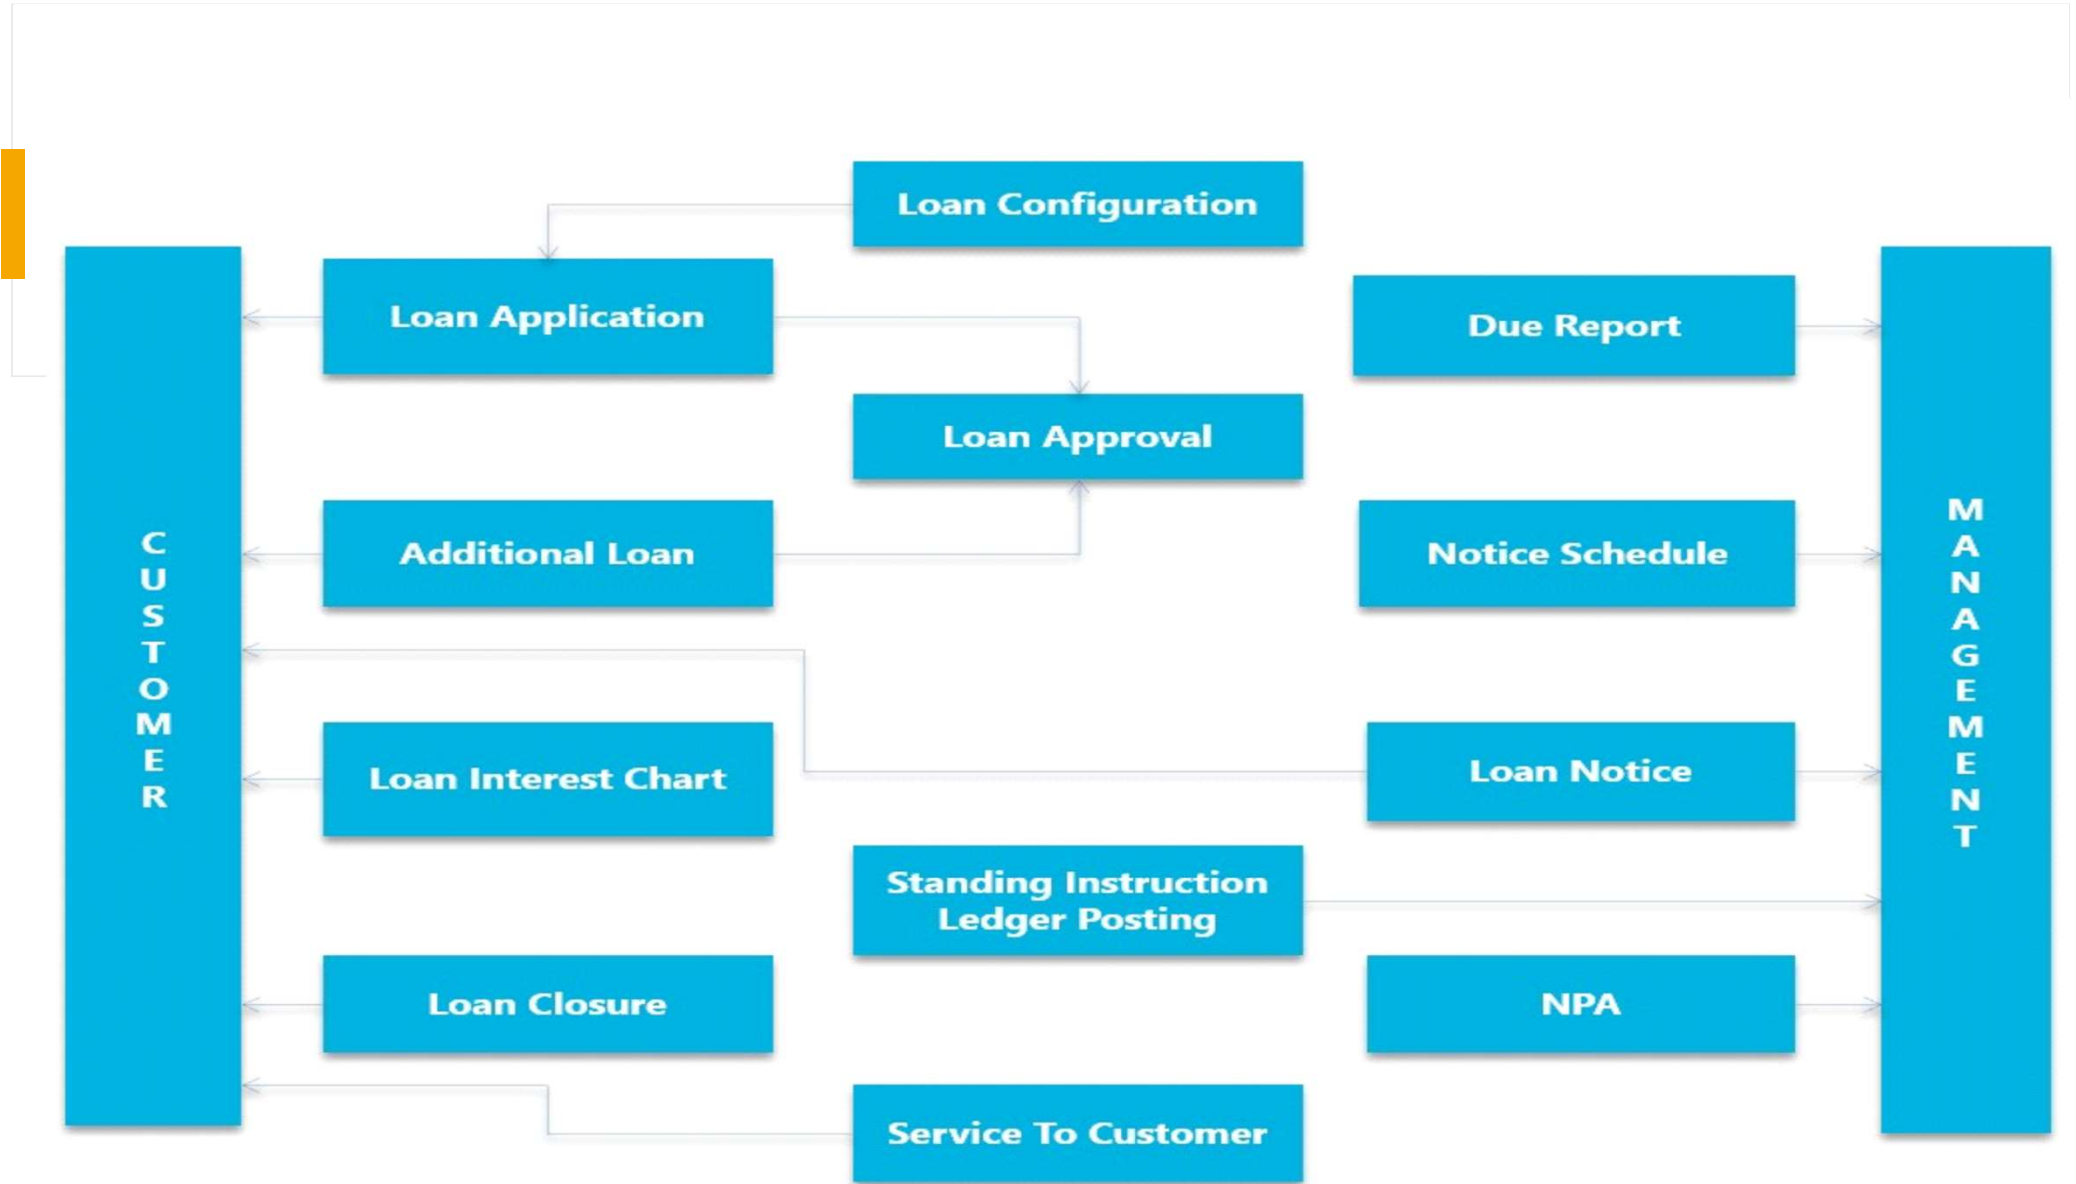 Loan Configuration
Loan Application
Due Report
Loan Approval
CUSTOMER
Additional Loan
Notice Schedule
MANAGEMENT
Loan Interest Chart
Loan Notice
Standing Instruction
Ledger Posting
Loan Closure
NPA
Service To Customer